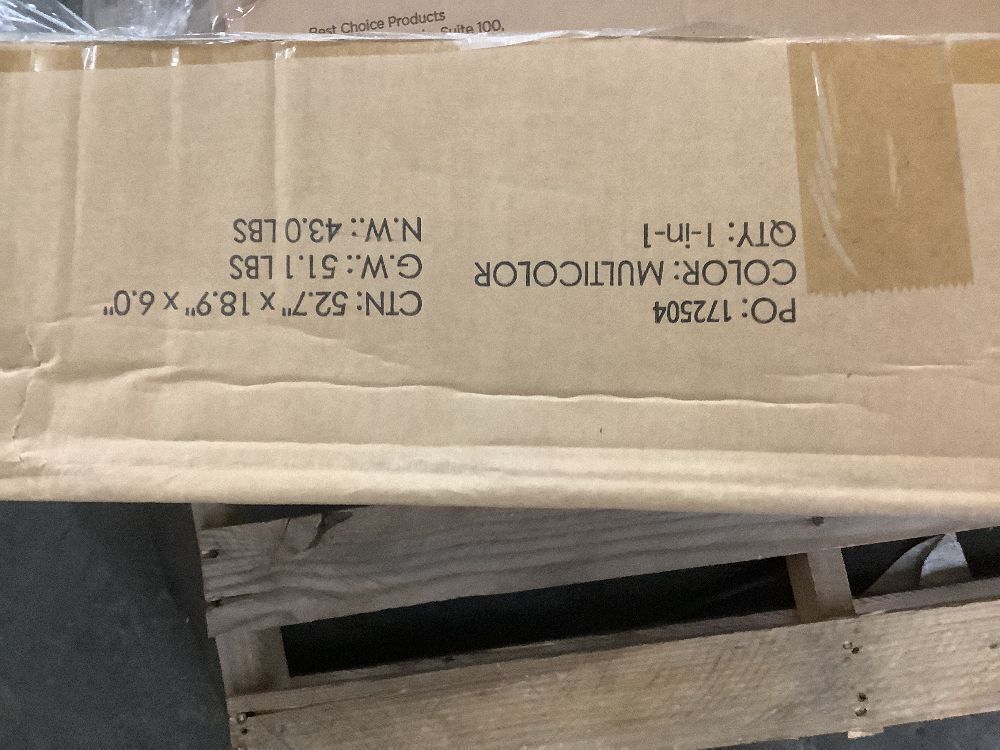 Best Choice Products
Suite 100,
PO: 172504
COLOR: MULTICOLOR
QTY: 1-in-1
CTN: 52.7" x 18.9" x 6.0"
G.W.: 51.1 LBS
N.W.: 43.0 LBS